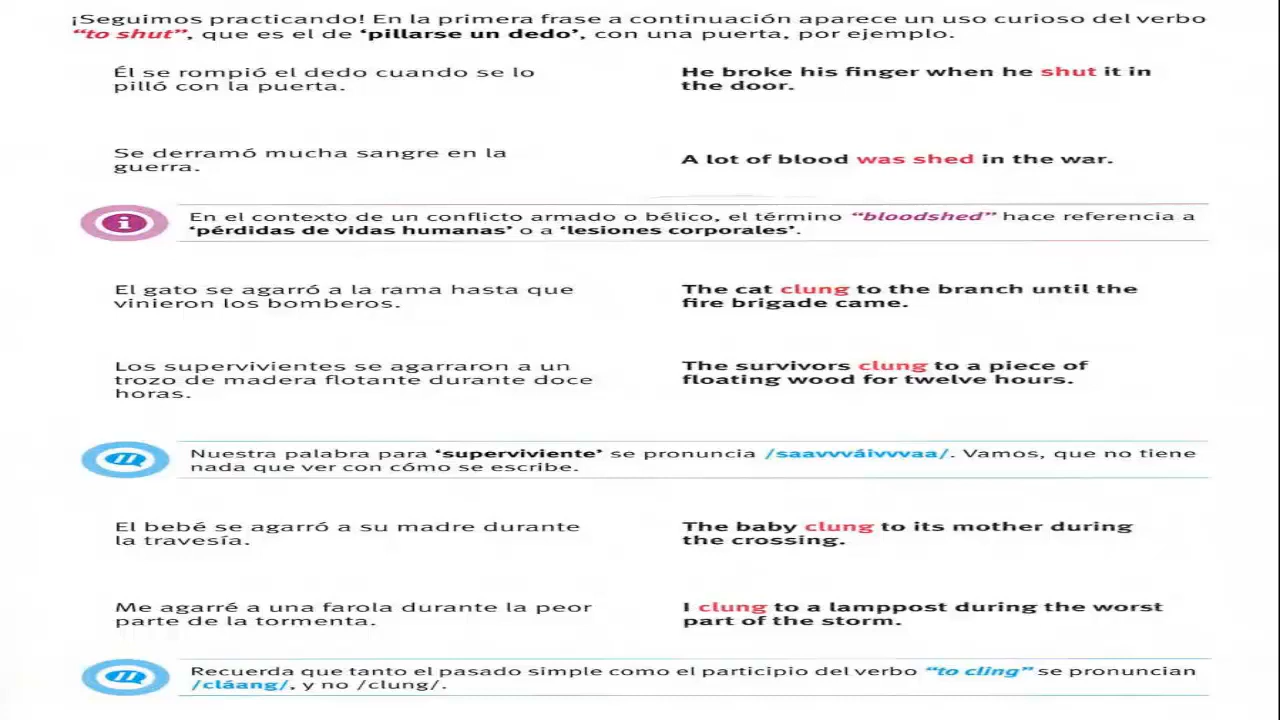 ¡Seguimos practicando! En la primera frase a continuación aparece un uso curioso del verbo
“to shut”, que es el de ‘pillarse un dedo’, con una puerta, por ejemplo.
Él se rompió el dedo cuando se lo
pilló con la puerta.
He broke his finger when he shut it in
the door.
Se derramó mucha sangre en la
guerra.
A lot of blood was shed in the war.
En el contexto de un conflicto armado o bélico, el término “bloodshed” hace referencia a
‘pérdidas de vidas humanas’ o a ‘lesiones corporales’.
El gato se agarró a la rama hasta que
vinieron los bomberos.
The cat clung to the branch until the
fire brigade came.
Los supervivientes se agarraron a un
trozo de madera flotante durante doce
horas.
The survivors clung to a piece of
floating wood for twelve hours.
Nuestra palabra para ‘superviviente’ se pronuncia /saavvváivvvaa/. Vamos, que no tiene
nada que ver con cómo se escribe.
El bebé se agarró a su madre durante
la travesía.
The baby clung to its mother during
the crossing.
Me agarré a una farola durante la peor
parte de la tormenta.
I clung to a lamppost during the worst
part of the storm.
Recuerda que tanto el pasado simple como el participio del verbo “to cling” se pronuncian
/cláang/, y no /clung/.